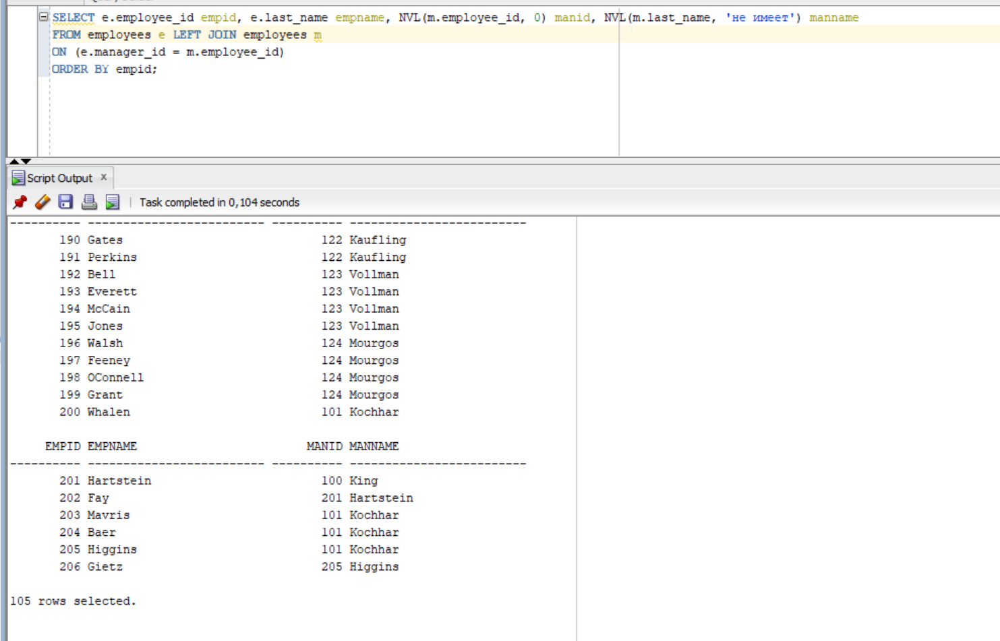 SELECT e.employee_id empid, e.last_name empname, NVL(m.employee_id, 0) manid, NVL(m.last_name, 'не имеет') manname
FROM employees e LEFT JOIN employees m
ON (e.manager_id = m.employee_id)
ORDER BY empid;
Script Output x
Task completed in 0,104 seconds
---------- ------------------------- ---------- -------------------------
190 Gates 122 Kaufling
191 Perkins 122 Kaufling
192 Bell 123 Vollman
193 Everett 123 Vollman
194 McCain 123 Vollman
195 Jones 123 Vollman
196 Walsh 124 Mourgos
197 Feeney 124 Mourgos
198 OConnell 124 Mourgos
199 Grant 124 Mourgos
200 Whalen 101 Kochhar
EMPID EMPNAME MANID MANNAME
---------- ------------------------- ---------- -------------------------
201 Hartstein 100 King
202 Fay 201 Hartstein
203 Mavris 101 Kochhar
204 Baer 101 Kochhar
205 Higgins 101 Kochhar
206 Gietz 205 Higgins
105 rows selected.